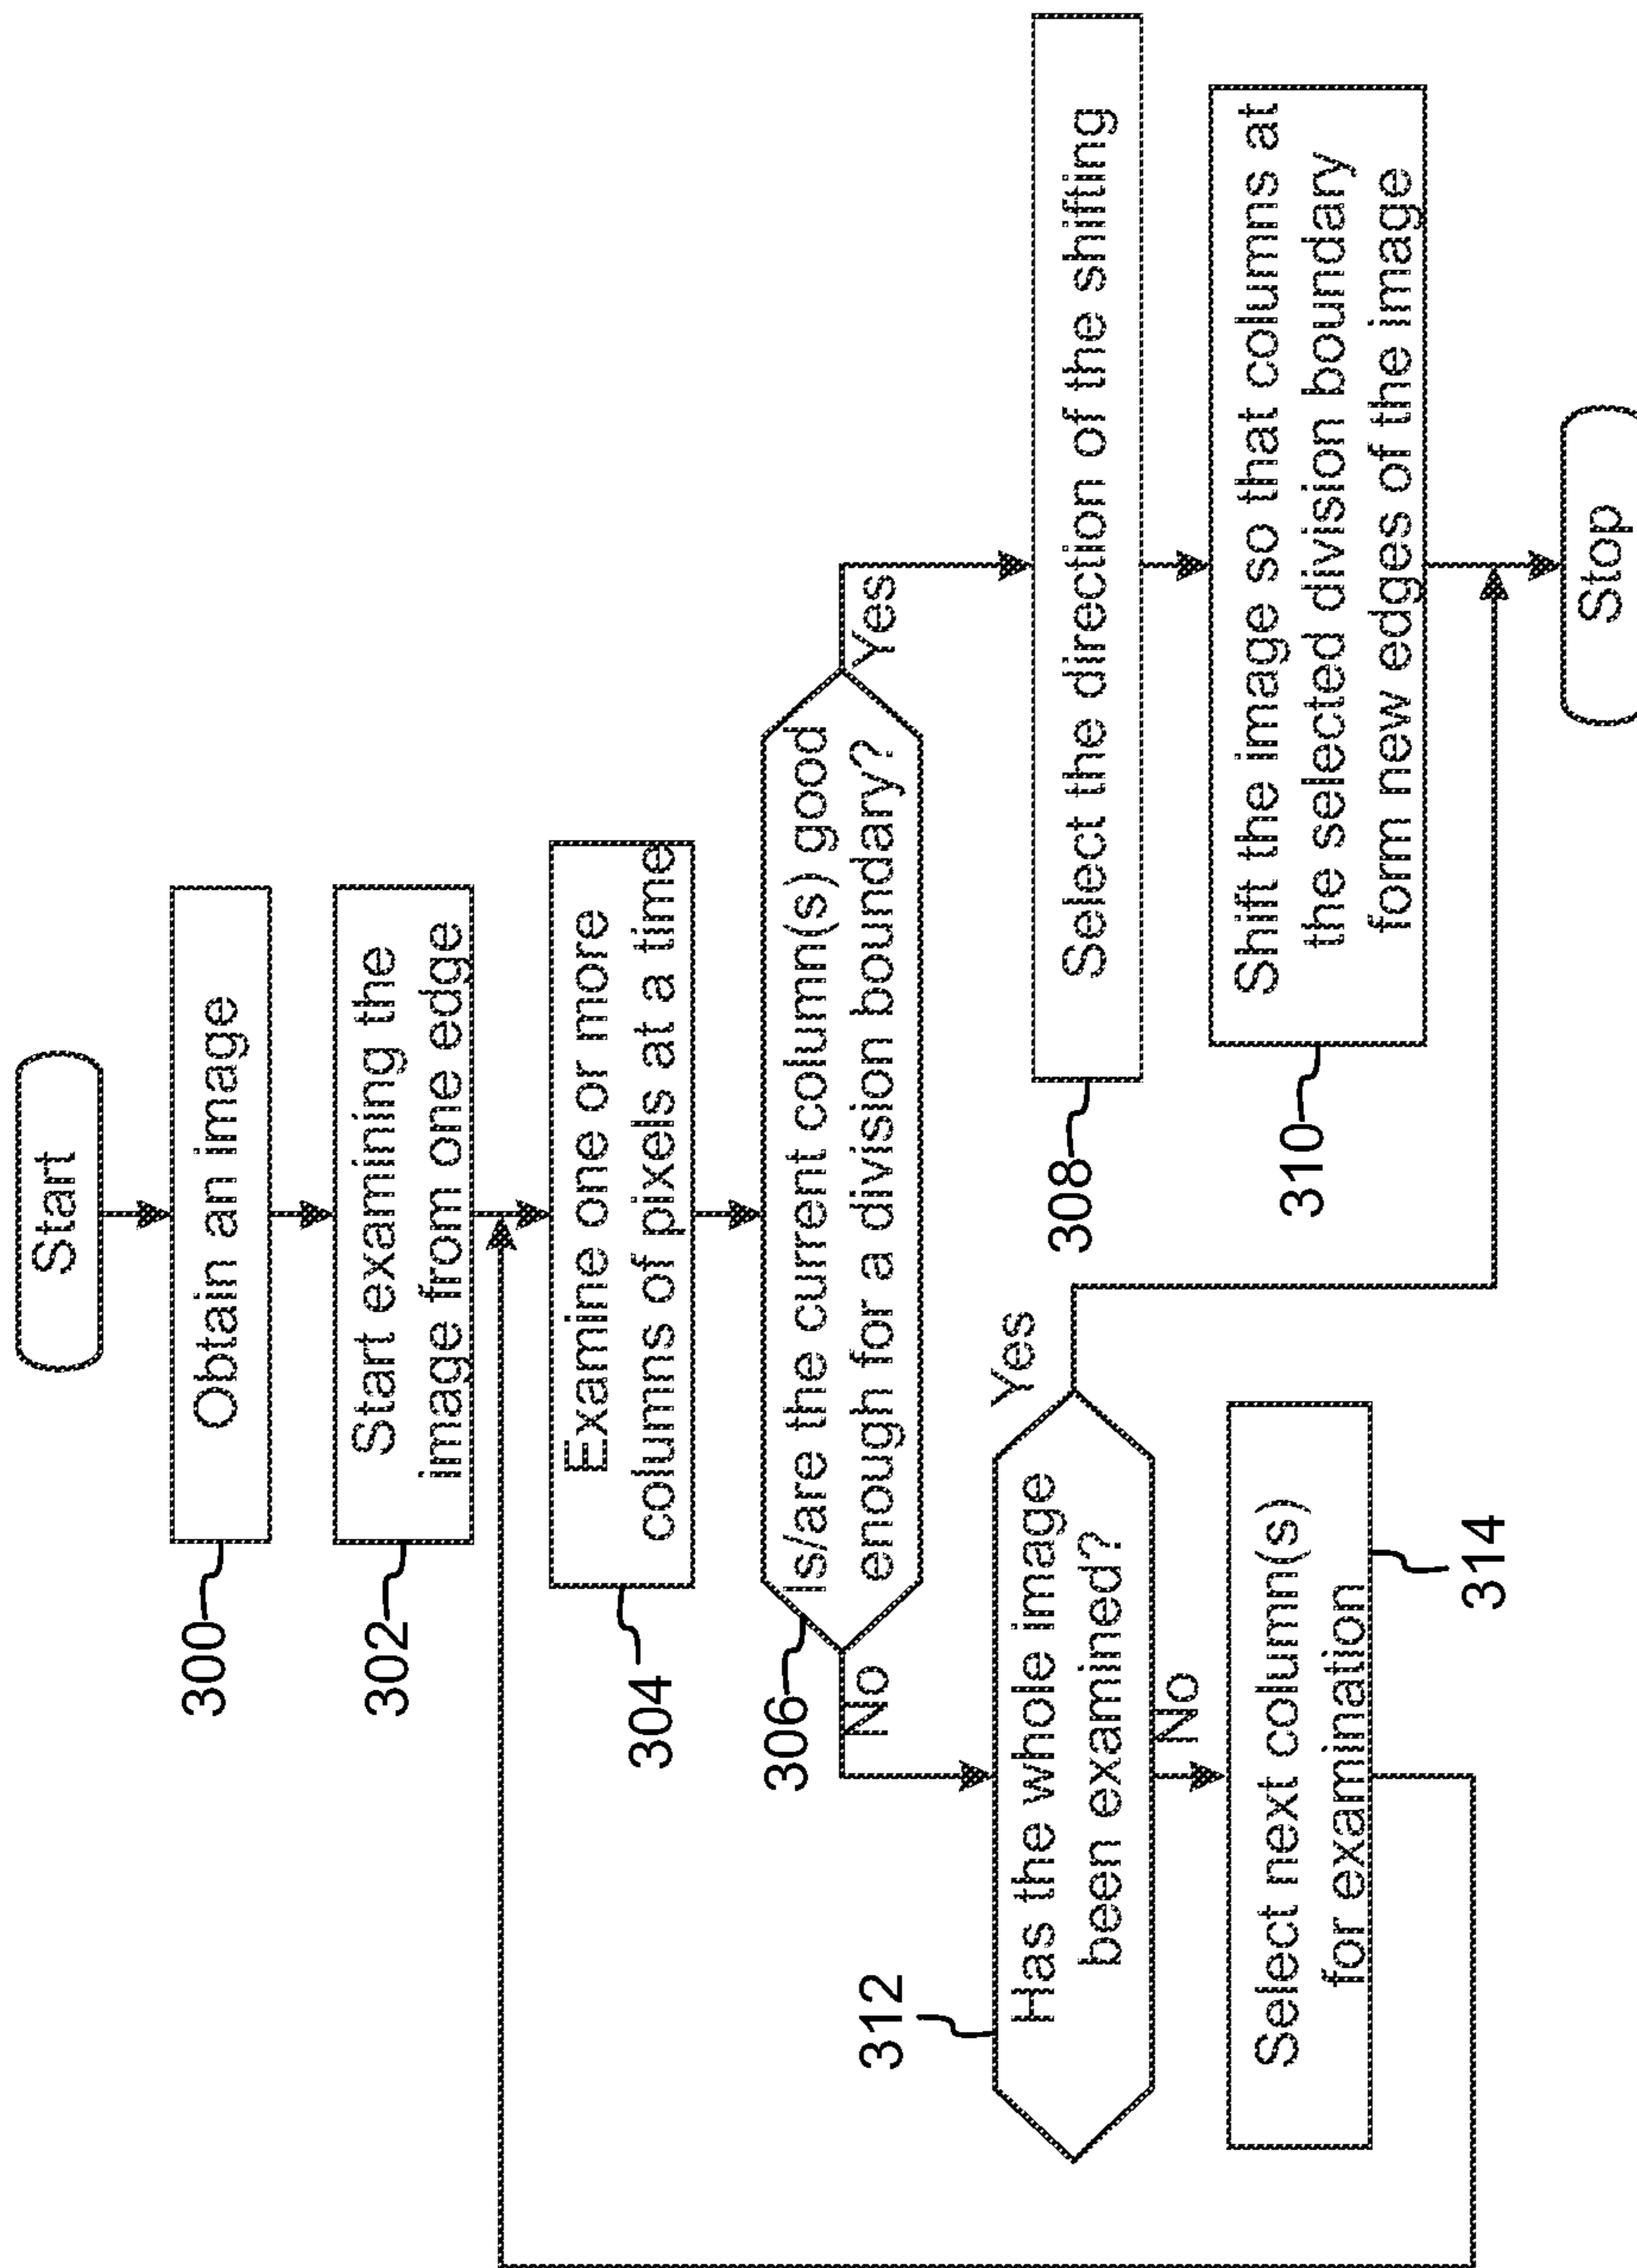 Start
300
Obtain an image
302
Start examining the
image from one edge
304
Examine one or more
columns of pixels at a time
306
Is/are the current column(s) good
enough for a division boundary?
No
Yes
312
Has the whole image
been examined?
Yes
No
314
Select next column(s)
for examination
308
Select the direction of the shifting
310
Shift the image so that columns at
the selected division boundary
form new edges of the image
Stop